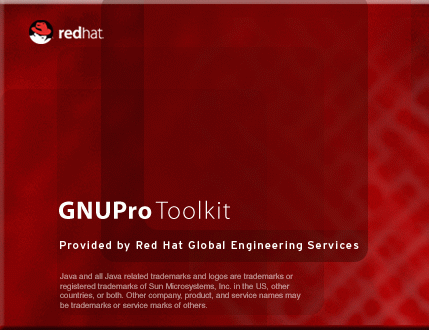 redhat.
GNUPro Toolkit
Provided by Red Hat Global Engineering Services
Java and all Java related trademarks and logos are trademarks or
registered trademarks of Sun Microsystems, Inc. in the US, other
countries, or both. Other company, product, and service names may
be trademarks or service marks of others.